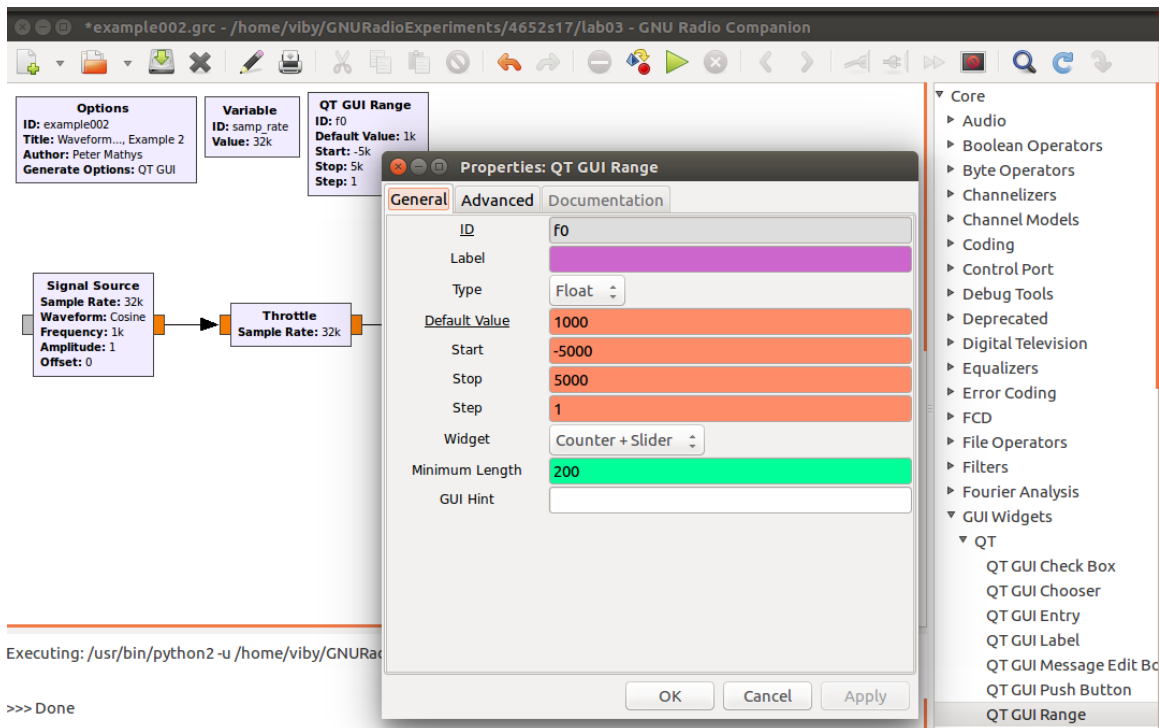 *example002.grc - /home/viby/GNURadioExperiments/4652s17/lab03 - GNU Radio Companion
Options
ID: example002
Title: Waveform..., Example 2
Author: Peter Mathys
Generate Options: QT GUI
Variable
ID: samp_rate
Value: 32k
QT GUI Range
ID: f0
Default Value: 1k
Start: -5k
Stop: 5k
Step: 1
Signal Source
Sample Rate: 32k
Waveform: Cosine
Frequency: 1k
Amplitude: 1
Offset: 0
Throttle
Sample Rate: 32k
Properties: QT GUI Range
General Advanced Documentation
ID f0
Label
Type Float
Default Value 1000
Start -5000
Stop 5000
Step 1
Widget Counter + Slider
Minimum Length 200
GUI Hint
OK Cancel Apply
Executing: /usr/bin/python2 -u /home/viby/GNURad
>>> Done
Core
Audio
Boolean Operators
Byte Operators
Channelizers
Channel Models
Coding
Control Port
Debug Tools
Deprecated
Digital Television
Equalizers
Error Coding
FCD
File Operators
Filters
Fourier Analysis
GUI Widgets
QT
QT GUI Check Box
QT GUI Chooser
QT GUI Entry
QT GUI Label
QT GUI Message Edit Bo
QT GUI Push Button
QT GUI Range